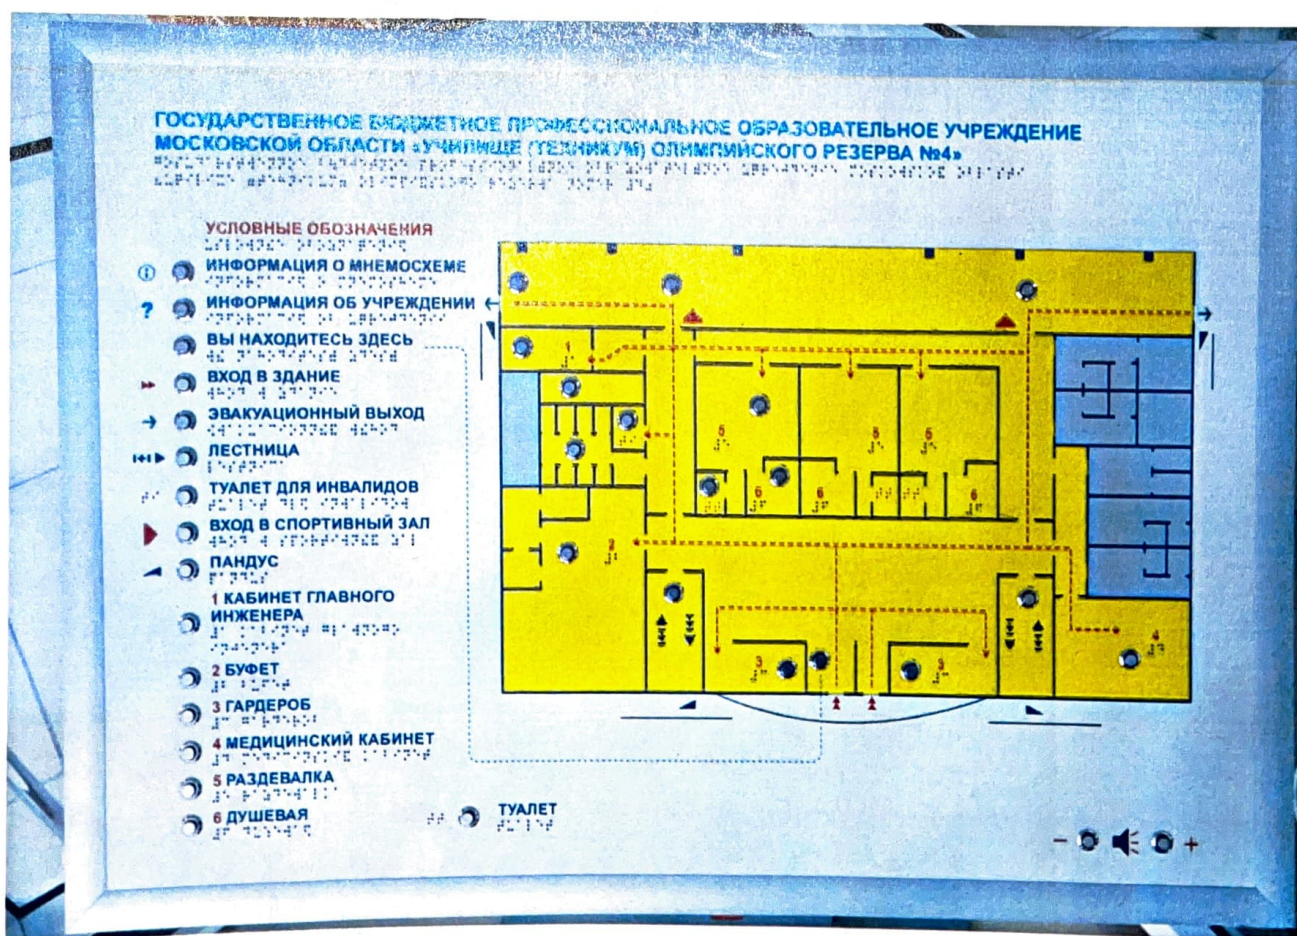 ГОСУДАРСТВЕННОЕ БЮДЖЕТНОЕ ПРОФЕССИОНАЛЬНОЕ ОБРАЗОВАТЕЛЬНОЕ УЧРЕЖДЕНИЕ
МОСКОВСКОЙ ОБЛАСТИ «УЧИЛИЩЕ (ТЕХНИКУМ) ОЛИМПИЙСКОГО РЕЗЕРВА №4»
УСЛОВНЫЕ ОБОЗНАЧЕНИЯ
ИНФОРМАЦИЯ О МНЕМОСХЕМЕ
? ИНФОРМАЦИЯ ОБ УЧРЕЖДЕНИИ
ВЫ НАХОДИТЕСЬ ЗДЕСЬ
ВХОД В ЗДАНИЕ
ЭВАКУАЦИОННЫЙ ВЫХОД
ЛЕСТНИЦА
ТУАЛЕТ ДЛЯ ИНВАЛИДОВ
ВХОД В СПОРТИВНЫЙ ЗАЛ
ПАНДУС
1 КАБИНЕТ ГЛАВНОГО
ИНЖЕНЕРА
2 БУФЕТ
3 ГАРДЕРОБ
4 МЕДИЦИНСКИЙ КАБИНЕТ
5 РАЗДЕВАЛКА
6 ДУШЕВАЯ
ТУАЛЕТ
1
5 5 5
6 6 6
2
3 3 4
- +